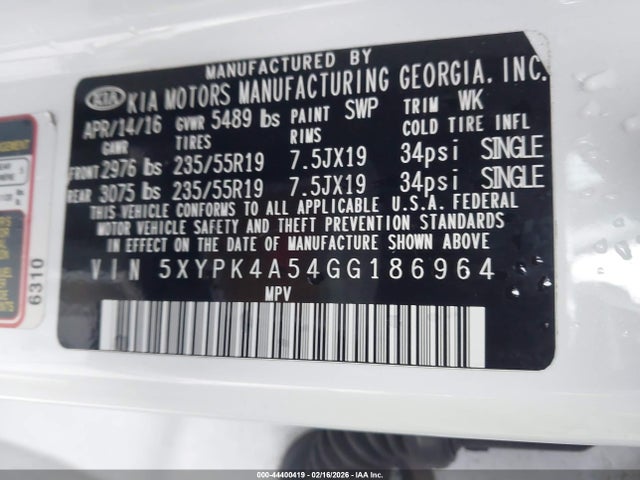 MANUFACTURED BY
KIA KIA MOTORS MANUFACTURING GEORGIA, INC.
APR/14/16 GVWR 5489 lbs PAINT SWP TRIM WK
GAWR TIRES RIMS COLD TIRE INFL
FRONT 2976 lbs 235/55R19 7.5JX19 34psi SINGLE
REAR 3075 lbs 235/55R19 7.5JX19 34psi SINGLE
THIS VEHICLE CONFORMS TO ALL APPLICABLE U.S.A. FEDERAL
MOTOR VEHICLE SAFETY AND THEFT PREVENTION STANDARDS
IN EFFECT ON THE DATE OF MANUFACTURE SHOWN ABOVE
VIN 5XYPK4A54GG186964
MPV
6310
000-44400419 | 02/16/2026 - IAA Inc.